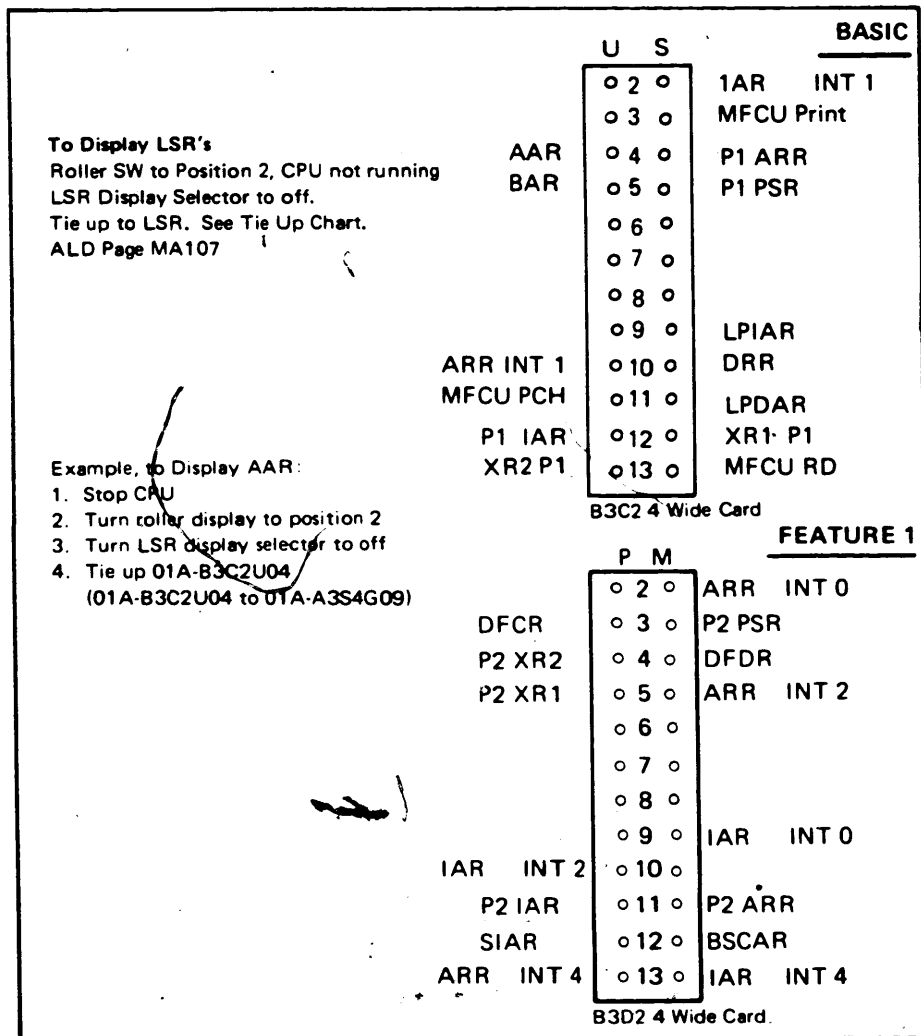 BASIC
U S
2 1AR INT 1
3 MFCU Print
To Display LSR's
Roller SW to Position 2, CPU not running
LSR Display Selector to off.
Tie up to LSR. See Tie Up Chart.
ALD Page MA107
AAR 4 P1 ARR
BAR 5 P1 PSR
6
7
8
9 LPIAR
ARR INT 1 10 DRR
MFCU PCH 11 LPDAR
P1 IAR 12 XR1- P1
XR2 P1 13 MFCU RD
B3C2 4 Wide Card
Example, to Display AAR:
1. Stop CPU
2. Turn roller display to position 2
3. Turn LSR display selector to off
4. Tie up 01A-B3C2U04
(01A-B3C2U04 to 01A-A3S4G09)
FEATURE 1
P M
2 ARR INT 0
DFCR 3 P2 PSR
P2 XR2 4 DFDR
P2 XR1 5 ARR INT 2
6
7
8
9 IAR INT 0
IAR INT 2 10
P2 IAR 11 P2 ARR
SIAR 12 BSCAR
ARR INT 4 13 IAR INT 4
B3D2 4 Wide Card.